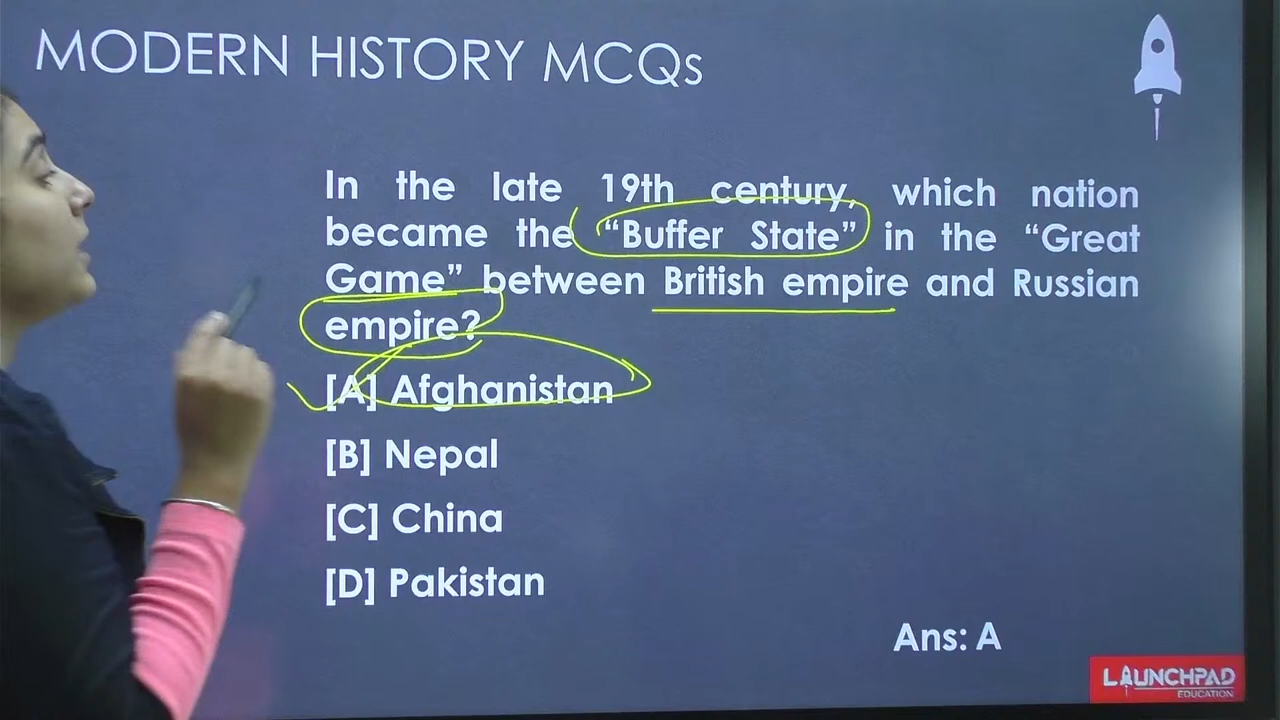 MODERN HISTORY MCQs
In the late 19th century, which nation
became the “Buffer State” in the “Great
Game” between British empire and Russian
empire?
[A] Afghanistan
[B] Nepal
[C] China
[D] Pakistan
Ans: A
LAUNCHPAD
EDUCATION